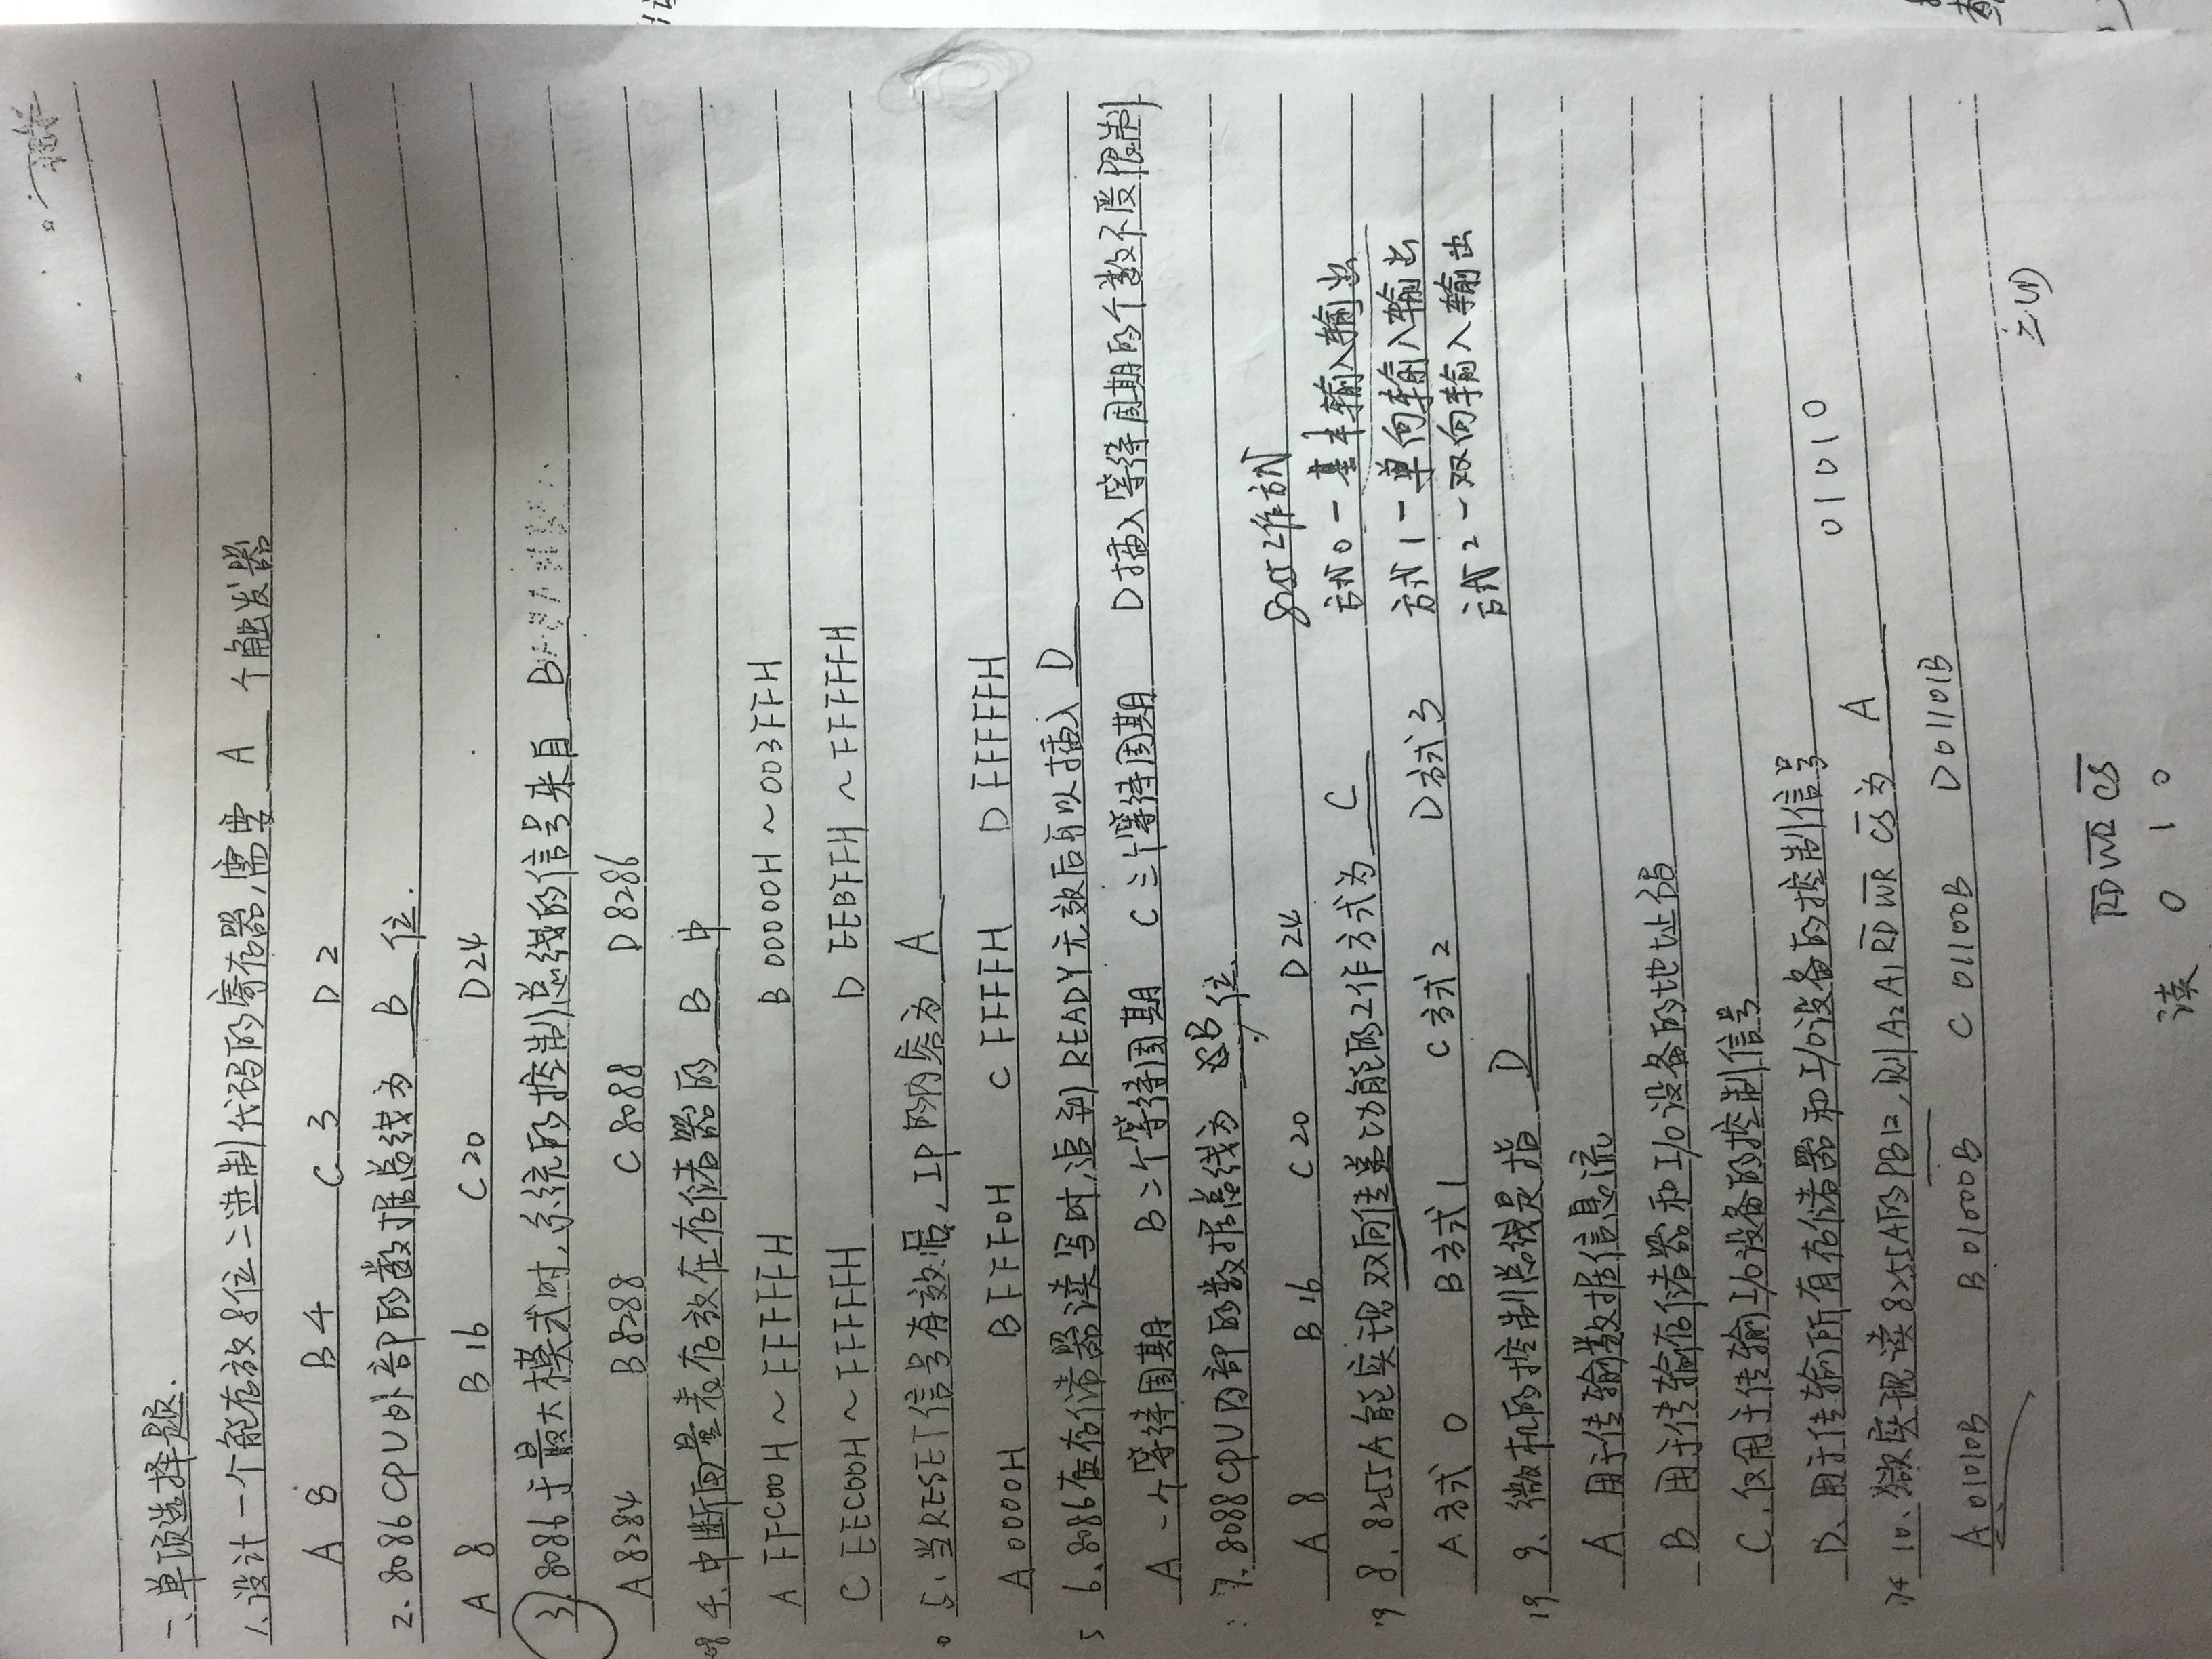 二、单项选择题.
1、设计一个能存放8位二进制代码的寄存器,需要 A 个触发器
A 8 B 4 C 3 D 2
2、8086CPU外部的数据总线为 B 位.
A 8 B 16 C 20 D 24
3.8086于最大模式时,系统的控制总线的信号来自 B
A 8284 B 8288 C 8088 D 8286
4、中断向量表存放在存储器的 B 中
A FFC00H~FFFFFH B 00000H~003FFH
C EEC00H~FFFFFH D EEBFFH~FFFFFH
5、当RESET信号有效后,IP的内容为 A
A 0000H B FFF0H C FFFFH D FFFFFH
6、8086在存储器读写时,遇到READY无效后可以插入 D
A 一个等待周期 B 二个等待周期 C 三个等待周期 D 插入等待周期的个数不受限制
7、8088CPU内部的数据总线为 B 位.
A 8 B 16 C 20 D 24
8255工作方式
方式0-基本输入输出
方式1-单向输入输出
方式2-双向输入输出
8、8255A能实现双向传送功能的工作方式为 C
A 方式0 B 方式1 C 方式2 D 方式3
19 9、微机的控制总线是指 D
A 用于传输数据信息流
B 用于传输存储器和I/O设备的地址码
C、仅用于传输I/O设备的控制信号
D、用于传输所有存储器和I/O设备的控制信号
01010
10、欲实现读8255A的PB口,则A2A1 RD WR CS为 A
A 01010B B 01000B C 01100B D 01101B
二(1)
RD WR CS
读 0 1 0